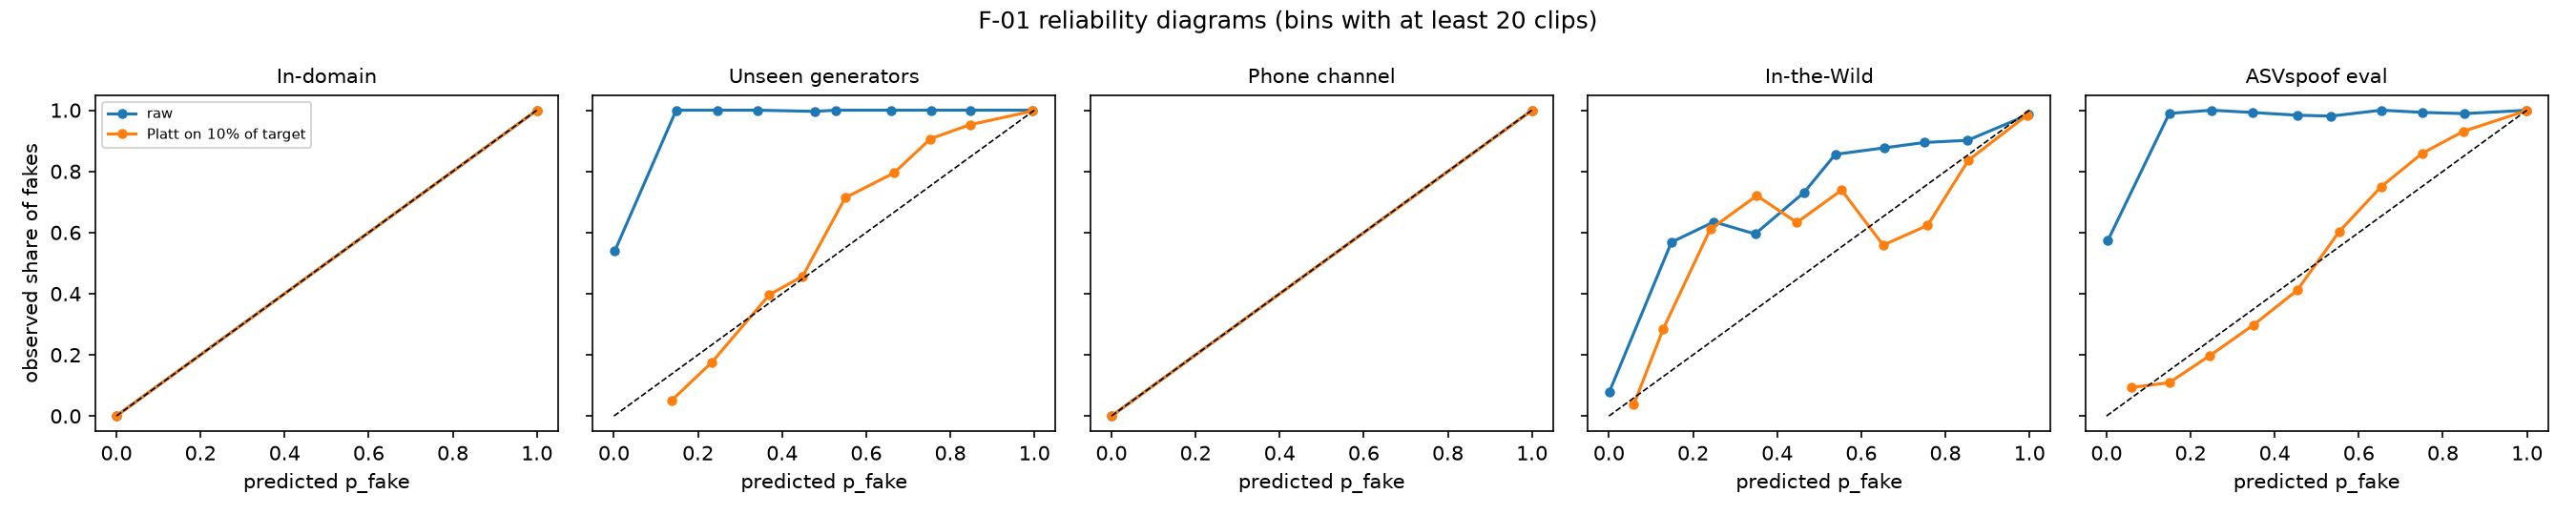 F-01 reliability diagrams (bins with at least 20 clips)
In-domain
Unseen generators
Phone channel
In-the-Wild
ASVspoof eval
raw
Platt on 10% of target
observed share of fakes
1.0
0.8
0.6
0.4
0.2
0.0
0.0 0.2 0.4 0.6 0.8 1.0
0.0 0.2 0.4 0.6 0.8 1.0
0.0 0.2 0.4 0.6 0.8 1.0
0.0 0.2 0.4 0.6 0.8 1.0
0.0 0.2 0.4 0.6 0.8 1.0
predicted p_fake
predicted p_fake
predicted p_fake
predicted p_fake
predicted p_fake